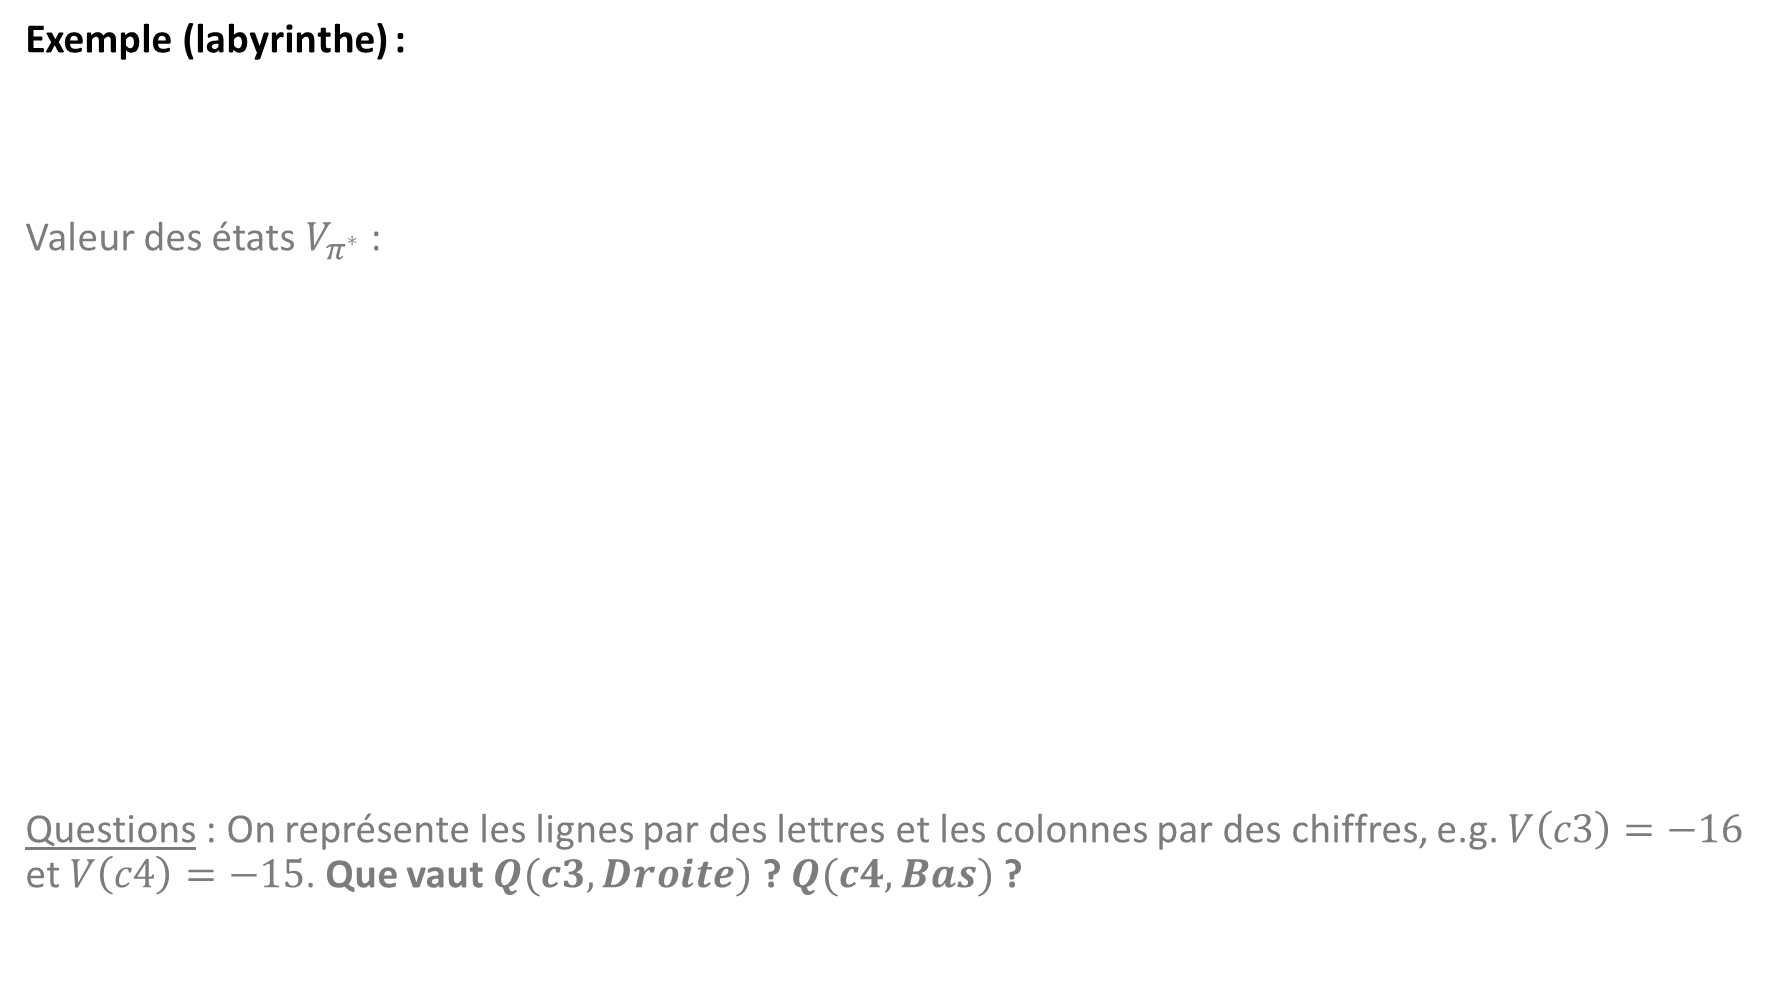 Exemple (labyrinthe) :
Valeur des états $V_{\pi^*}$ :
Questions : On représente les lignes par des lettres et les colonnes par des chiffres, e.g. $V(c3) = -16$
et $V(c4) = -15$. Que vaut $Q(c3, Droite)$ ? $Q(c4, Bas)$ ?